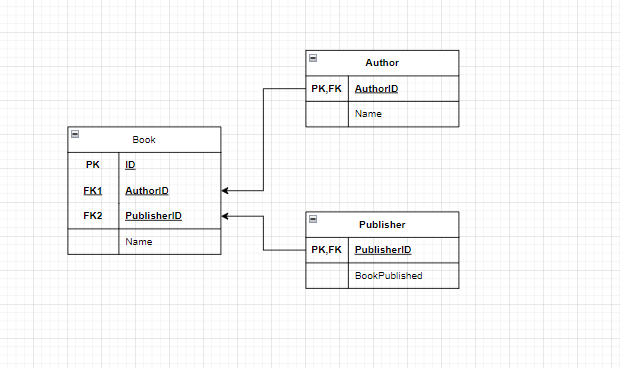 Author
PK,FK AuthorID
Name
Book
PK ID
FK1 AuthorID
FK2 PublisherID
Name
Publisher
PK,FK PublisherID
BookPublished